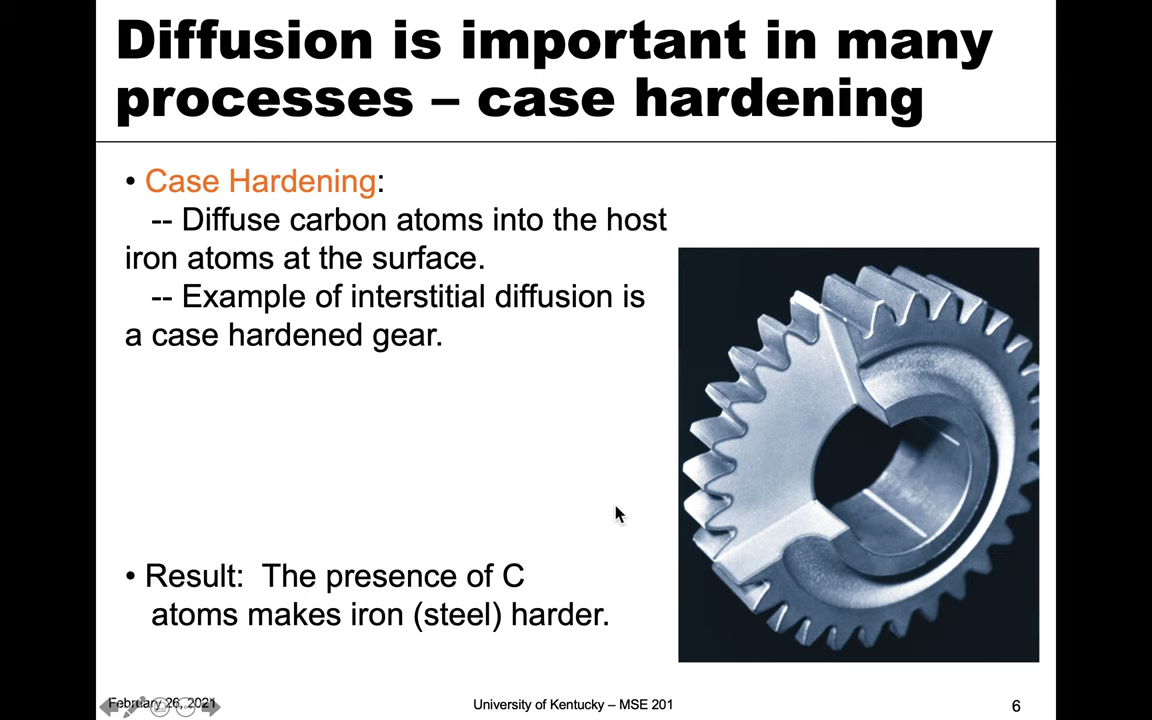 Diffusion is important in many
processes – case hardening
• Case Hardening:
-- Diffuse carbon atoms into the host
iron atoms at the surface.
-- Example of interstitial diffusion is
a case hardened gear.
• Result:  The presence of C
atoms makes iron (steel) harder.
February 26, 2021
University of Kentucky – MSE 201
6